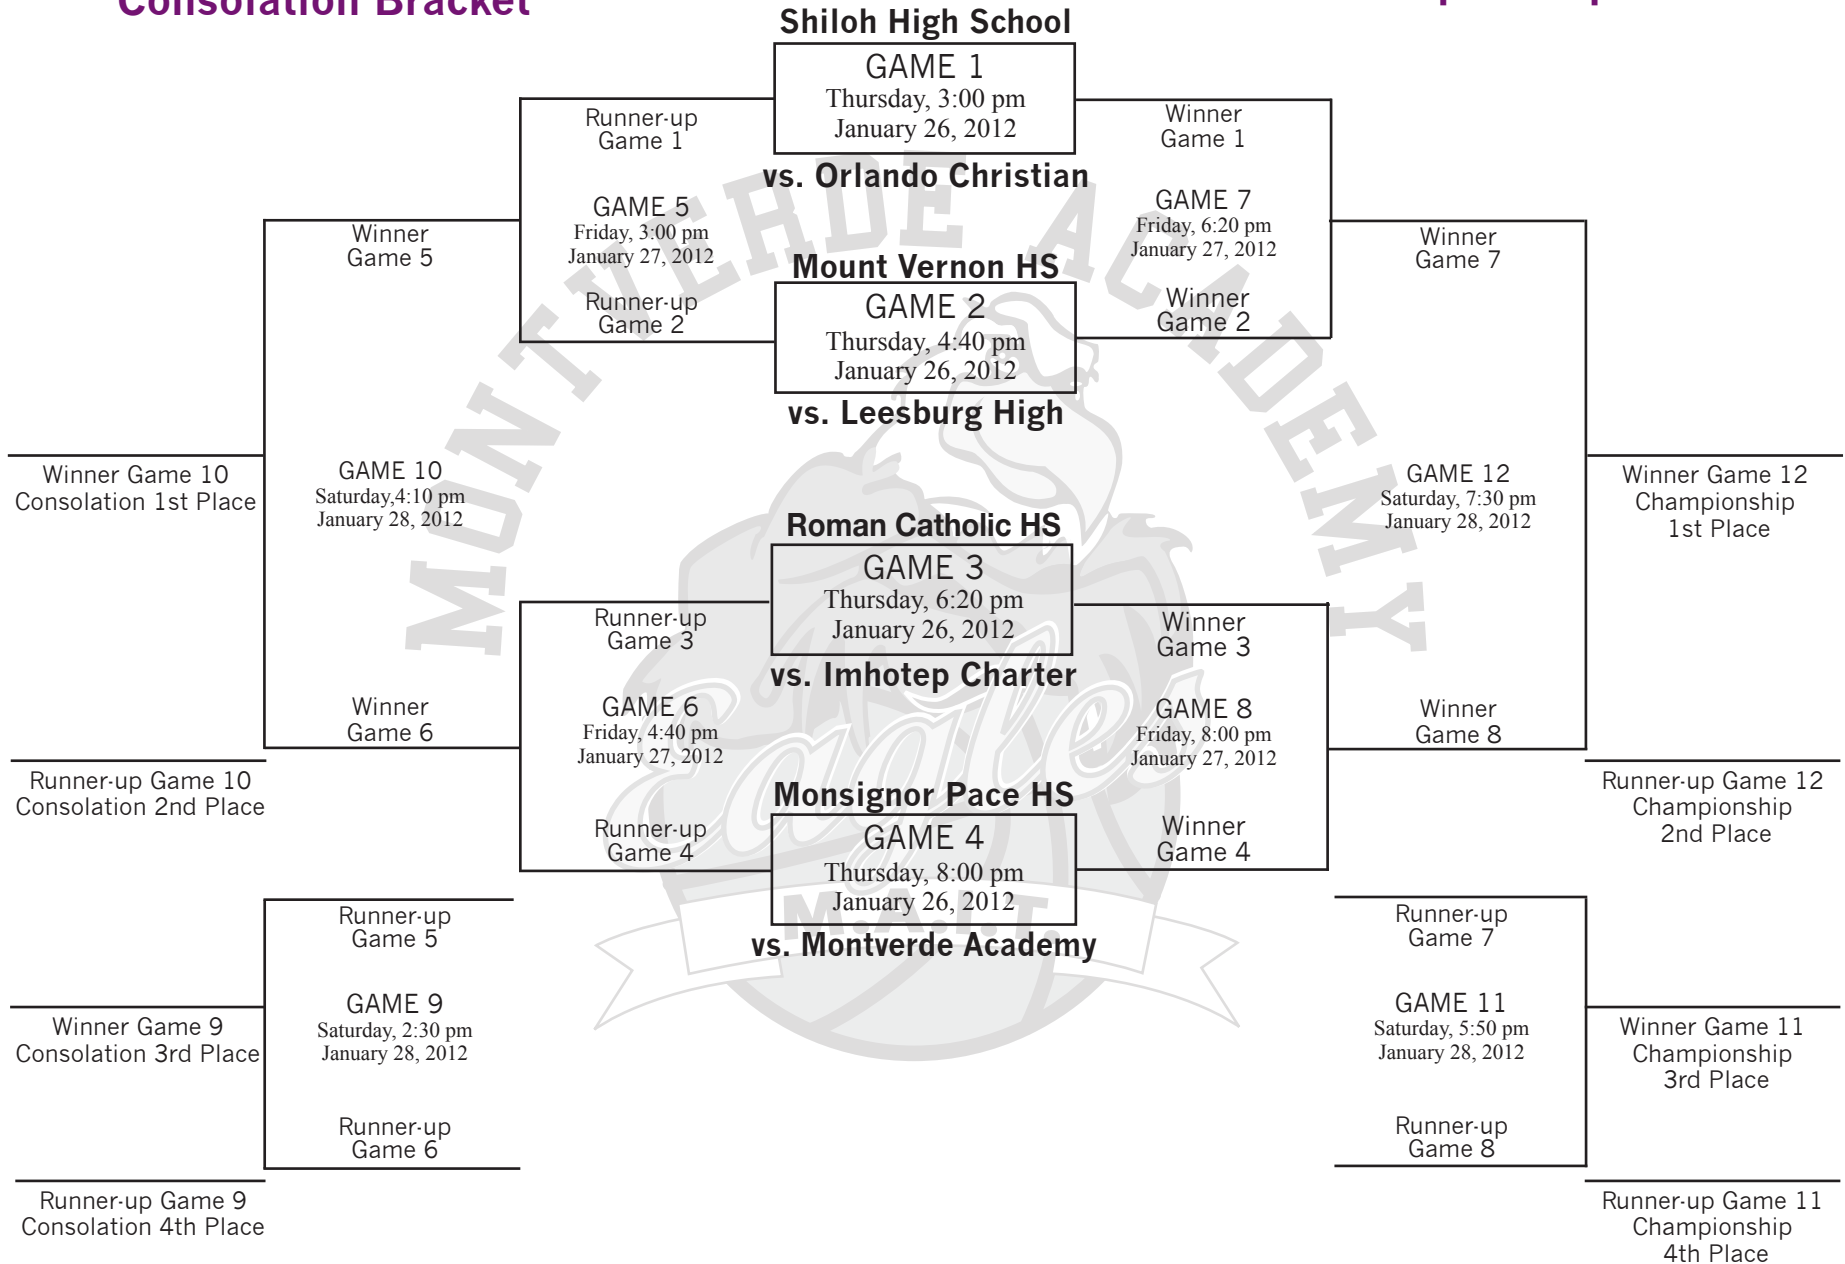 Consolation Bracket
Shiloh High School
GAME 1
Thursday, 3:00 pm
January 26, 2012
vs. Orlando Christian
Runner-up
Game 1
GAME 5
Friday, 3:00 pm
January 27, 2012
Runner-up
Game 2
Winner
Game 1
GAME 7
Friday, 6:20 pm
January 27, 2012
Winner
Game 2
Mount Vernon HS
GAME 2
Thursday, 4:40 pm
January 26, 2012
vs. Leesburg High
Winner
Game 5
GAME 10
Saturday,4:10 pm
January 28, 2012
Winner
Game 6
Winner
Game 7
GAME 12
Saturday, 7:30 pm
January 28, 2012
Winner
Game 8
Winner Game 10
Consolation 1st Place
Runner-up Game 10
Consolation 2nd Place
Winner Game 12
Championship
1st Place
Runner-up Game 12
Championship
2nd Place
Roman Catholic HS
GAME 3
Thursday, 6:20 pm
January 26, 2012
vs. Imhotep Charter
Runner-up
Game 3
GAME 6
Friday, 4:40 pm
January 27, 2012
Runner-up
Game 4
Winner
Game 3
GAME 8
Friday, 8:00 pm
January 27, 2012
Winner
Game 4
Monsignor Pace HS
GAME 4
Thursday, 8:00 pm
January 26, 2012
vs. Montverde Academy
Runner-up
Game 5
GAME 9
Saturday, 2:30 pm
January 28, 2012
Runner-up
Game 6
Winner Game 9
Consolation 3rd Place
Runner-up Game 9
Consolation 4th Place
Runner-up
Game 7
GAME 11
Saturday, 5:50 pm
January 28, 2012
Runner-up
Game 8
Winner Game 11
Championship
3rd Place
Runner-up Game 11
Championship
4th Place
MONTVERDE ACADEMY
Eagles
M.A.I.T.